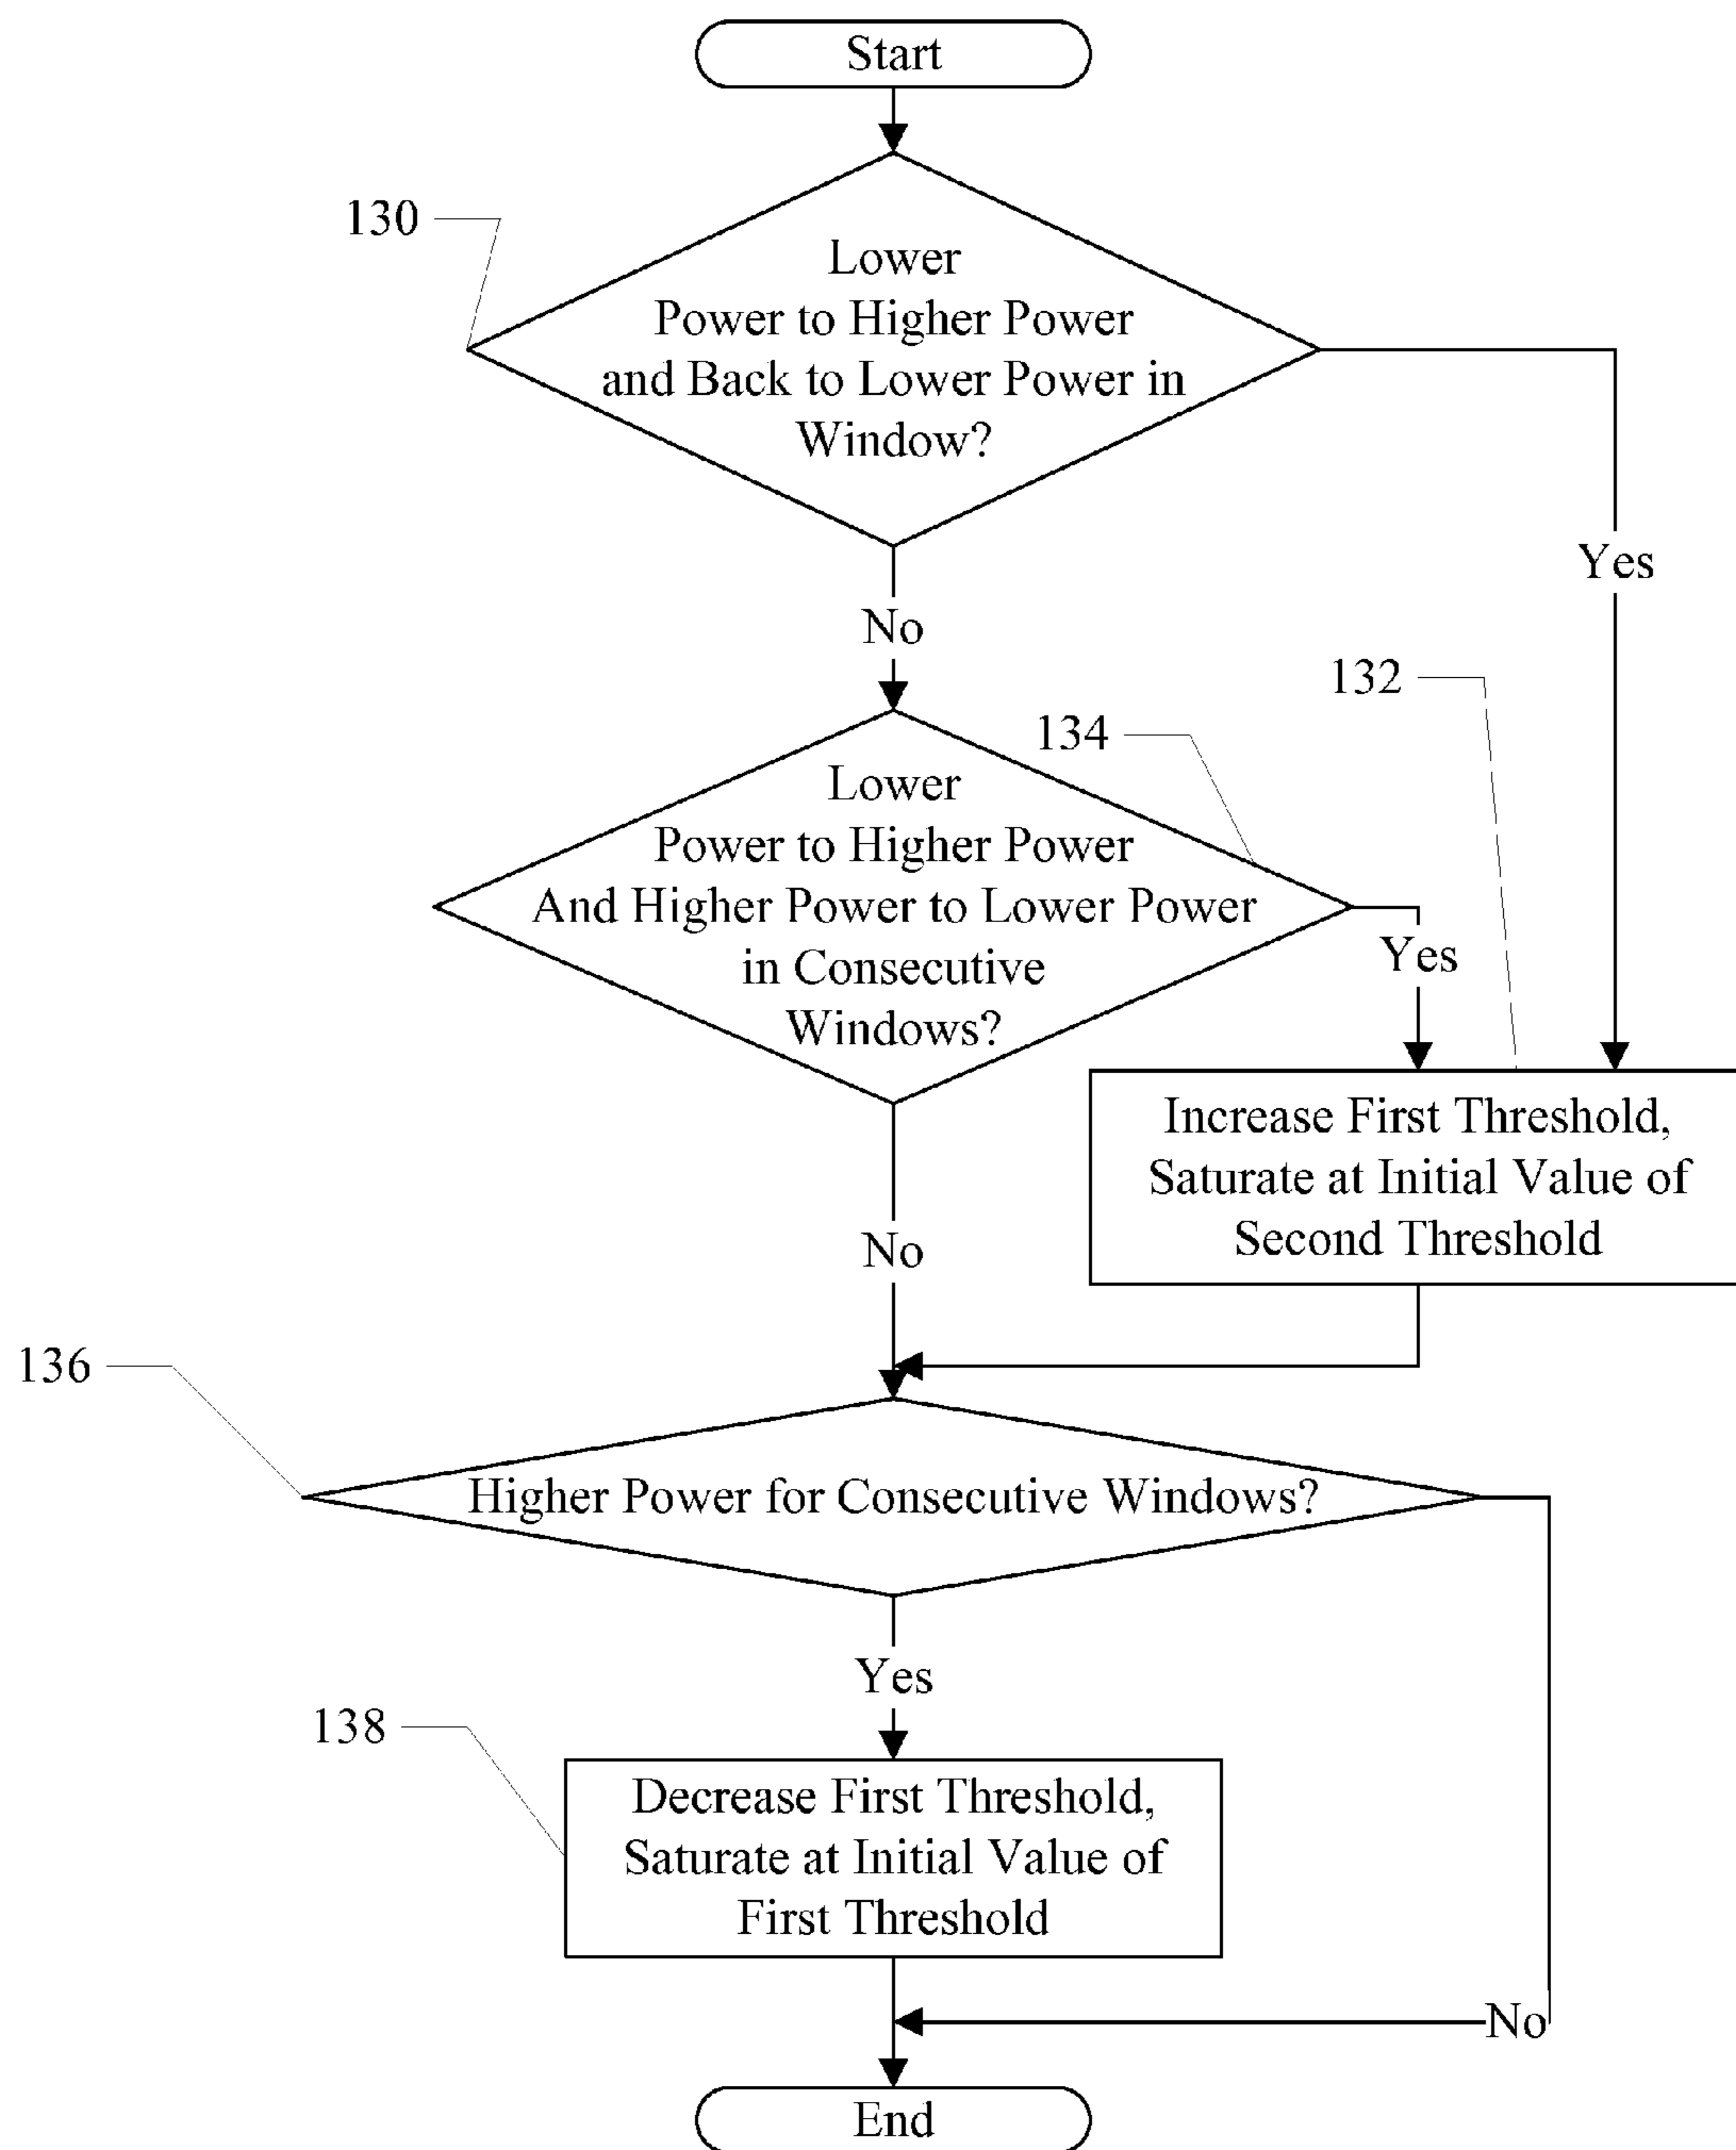 Start
130
Lower
Power to Higher Power
and Back to Lower Power in
Window?
Yes
No
132
134
Lower
Power to Higher Power
And Higher Power to Lower Power
in Consecutive
Windows?
Yes
Increase First Threshold,
Saturate at Initial Value of
Second Threshold
No
136
Higher Power for Consecutive Windows?
Yes
138
Decrease First Threshold,
Saturate at Initial Value of
First Threshold
No
End